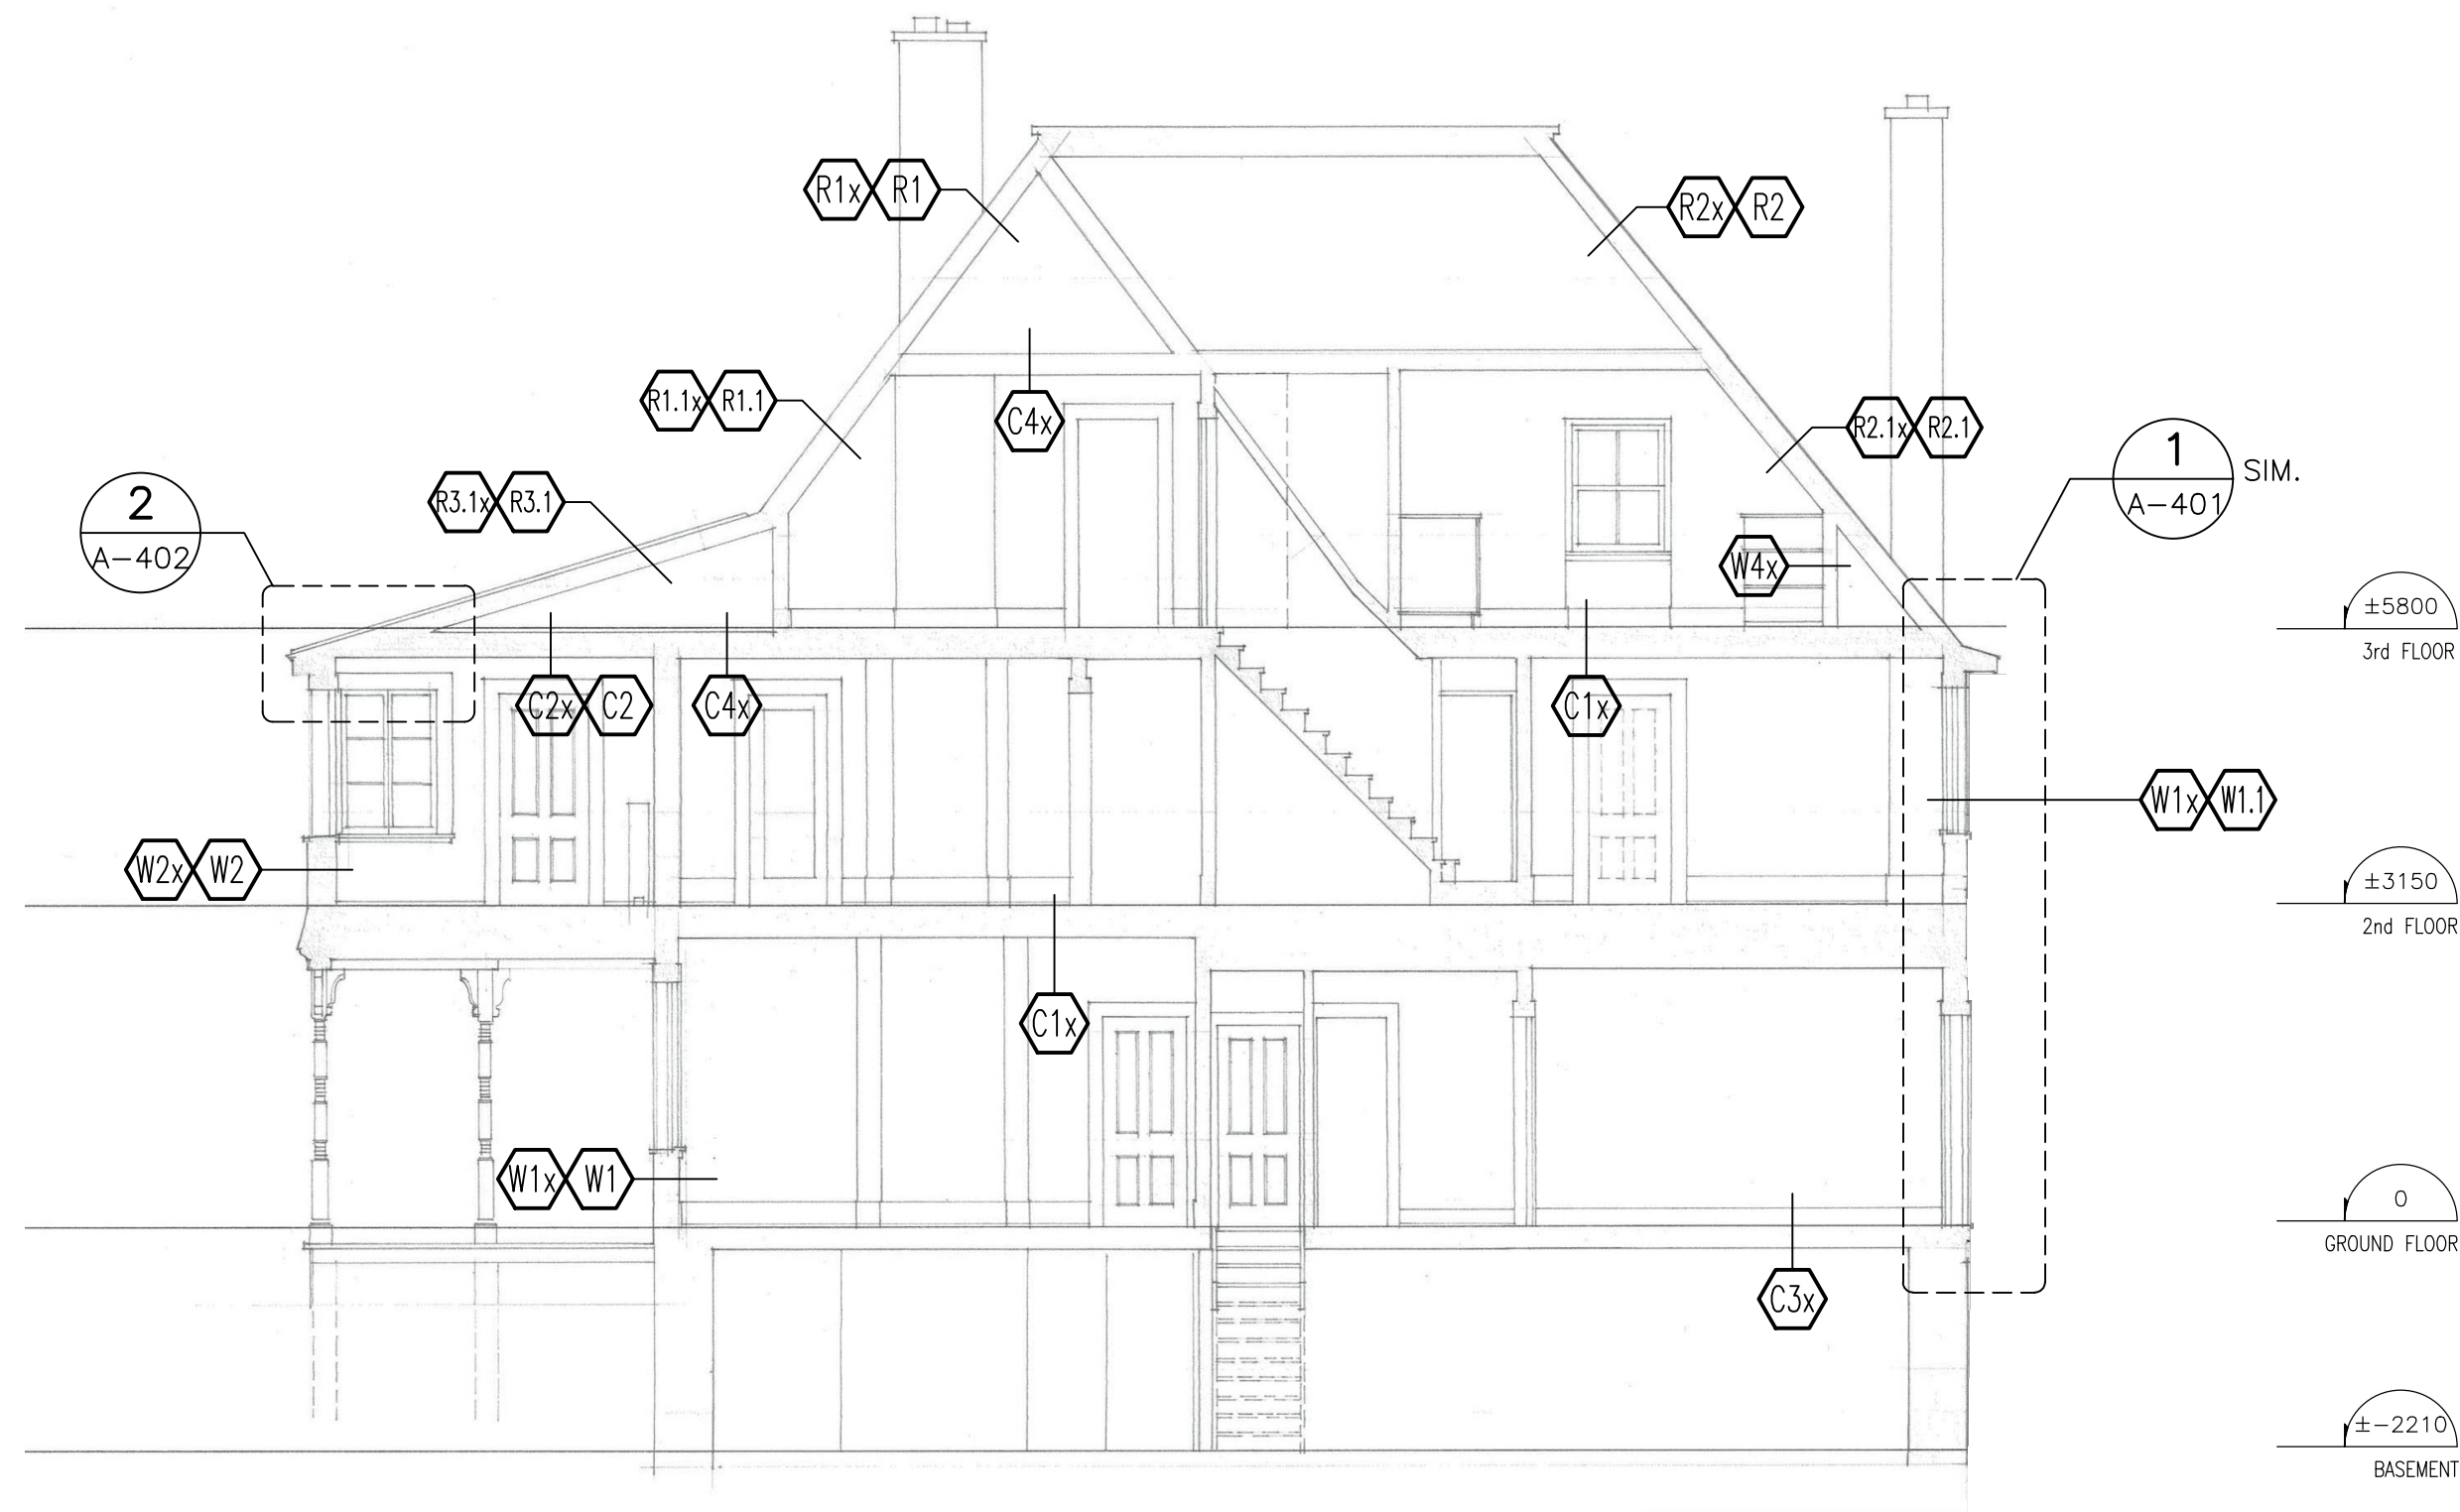 R1x R1
R2x R2
R1.1x R1.1
C4x
R2.1x R2.1
1
A-401
SIM.
R3.1x R3.1
2
A-402
W4x
±5800
3rd FLOOR
C2x C2
C4x
C1x
W1x W1.1
W2x W2
±3150
2nd FLOOR
C1x
W1x W1
0
GROUND FLOOR
C3x
±-2210
BASEMENT